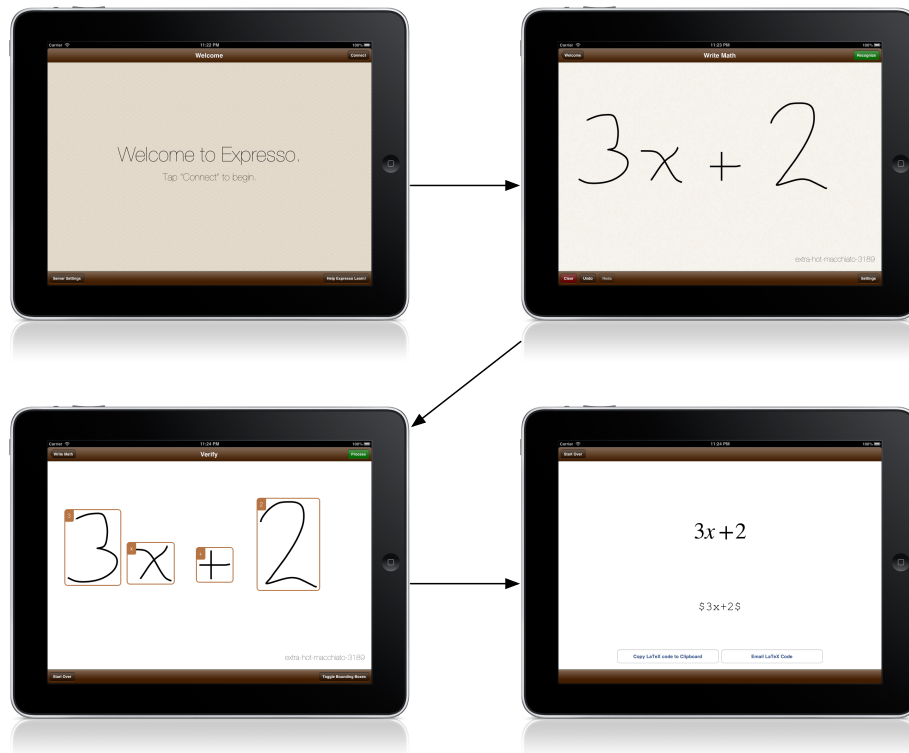 Carrier 11:22 PM 100%
Welcome Connect
Welcome to Expresso.
Tap "Connect" to begin.
Server Settings Help Expresso Learn!
Carrier 11:23 PM 100%
Welcome Write Math Recognize
3x + 2
extra-hot-macchiato-3189
Clear Undo Redo Settings
Carrier 11:24 PM 100%
Write Math Verify Process
3 x + 2
3x + 2
extra-hot-macchiato-3189
Start Over Toggle Bounding Boxes
Carrier 11:24 PM 100%
Start Over
3x+2
$3x+2$
Copy LaTeX code to Clipboard Email LaTeX Code